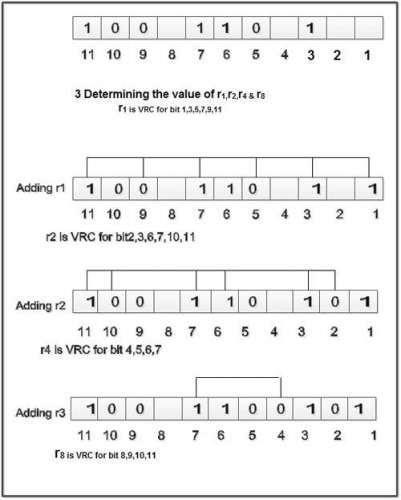 1 0 0 1 1 0 1
11 10 9 8 7 6 5 4 3 2 1
3 Determining the value of r1,r2,r4 & r8
r1 is VRC for bit 1,3,5,7,9,11
Adding r1 1 0 0 1 1 0 1 1
11 10 9 8 7 6 5 4 3 2 1
r2 is VRC for bit2,3,6,7,10,11
Adding r2 1 0 0 1 1 0 1 0 1
11 10 9 8 7 6 5 4 3 2 1
r4 is VRC for bit 4,5,6,7
Adding r3 1 0 0 1 1 0 0 1 0 1
11 10 9 8 7 6 5 4 3 2 1
r8 is VRC for bit 8,9,10,11